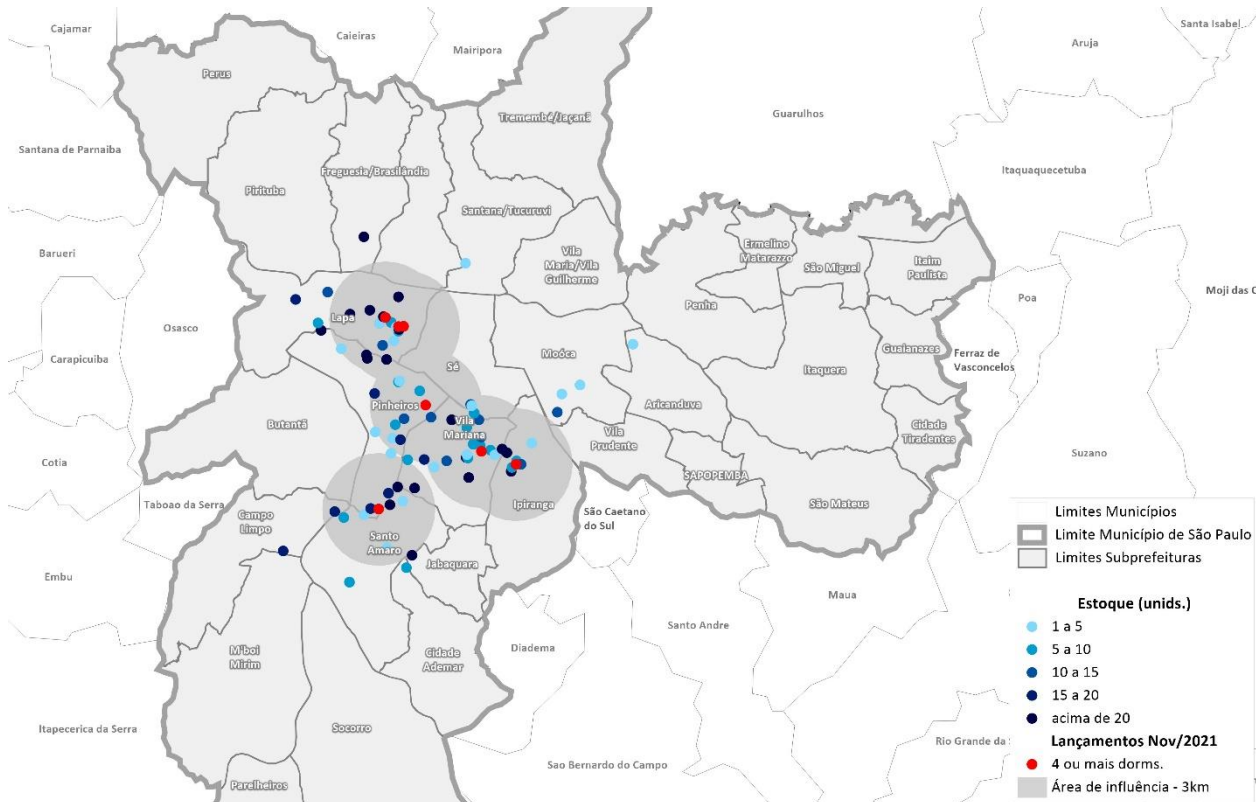 Cajamar
Caieiras
Mairipora
Santa Isabel
Aruja
Perus
Tremembé/Jaçanã
Guarulhos
Santana de Parnaiba
Freguesia/Brasilândia
Itaquaquecetuba
Pirituba
Santana/Tucuruvi
Barueri
Vila
Maria/Vila
Guilherme
Ermelino
Matarazzo
São Miguel
Itaim
Paulista
Moji das C
Poa
Penha
Osasco
Lapa
Carapicuiba
Moóca
Guaianazes
Ferraz de
Vasconcelos
Sé
Itaquera
Pinheiros
Aricanduva
Butantã
Vila
Mariana
Vila
Prudente
Cidade
Tiradentes
Cotia
Suzano
SAPOPEMBA
Taboao da Serra
Ipiranga
São Mateus
Campo
Limpo
São Caetano
do Sul
Santo
Amaro
Jabaquara
Embu
Maua
Santo Andre
Diadema
M'boi
Mirim
Cidade
Ademar
Itapecerica da Serra
Socorro
Rio Grande da S
Sao Bernardo do Campo
Parelheiros
Limites Municípios
Limite Município de São Paulo
Limites Subprefeituras
Estoque (unids.)
1 a 5
5 a 10
10 a 15
15 a 20
acima de 20
Lançamentos Nov/2021
4 ou mais dorms.
Área de influência - 3km